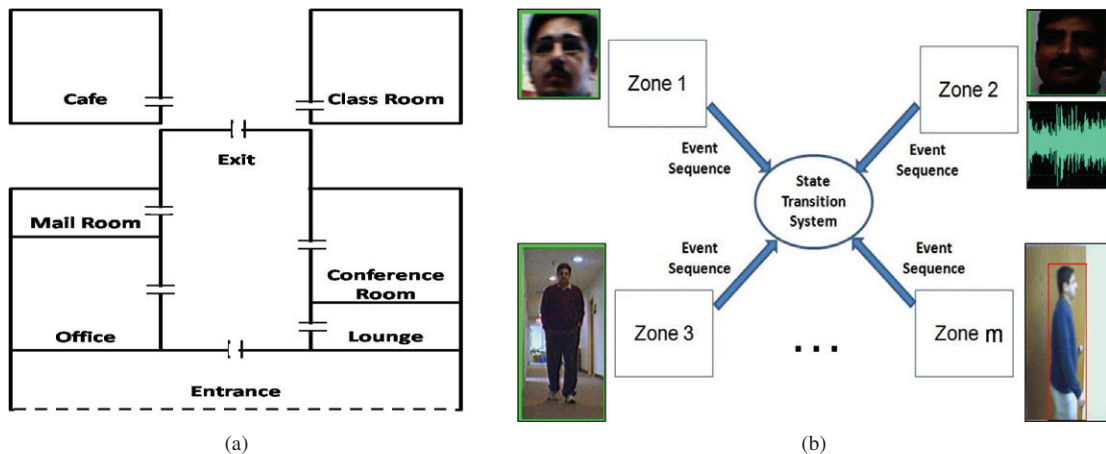 Cafe
Class Room
Exit
Mail Room
Conference
Room
Office
Lounge
Entrance
(a)
Zone 1
Zone 2
Event
Sequence
Event
Sequence
State
Transition
System
Event
Sequence
Event
Sequence
Zone 3
...
Zone m
(b)